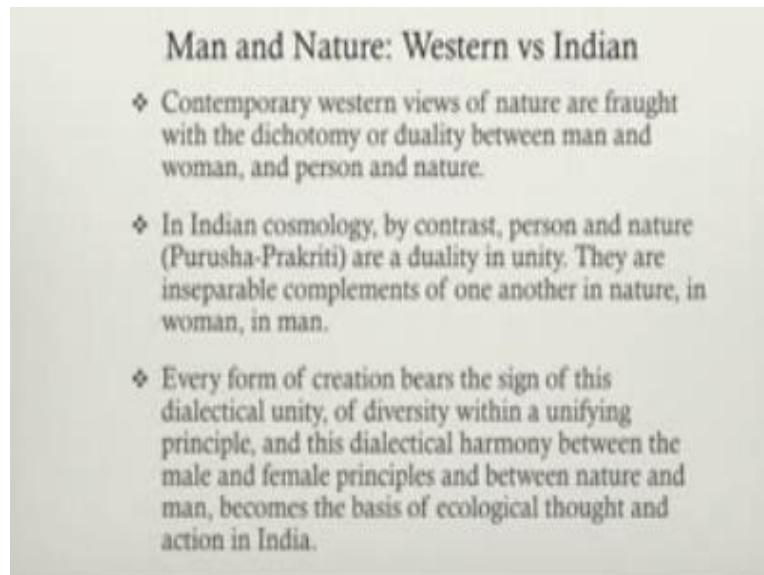 Man and Nature: Western vs Indian
❖ Contemporary western views of nature are fraught
with the dichotomy or duality between man and
woman, and person and nature.
❖ In Indian cosmology, by contrast, person and nature
(Purusha-Prakriti) are a duality in unity. They are
inseparable complements of one another in nature, in
woman, in man.
❖ Every form of creation bears the sign of this
dialectical unity, of diversity within a unifying
principle, and this dialectical harmony between the
male and female principles and between nature and
man, becomes the basis of ecological thought and
action in India.